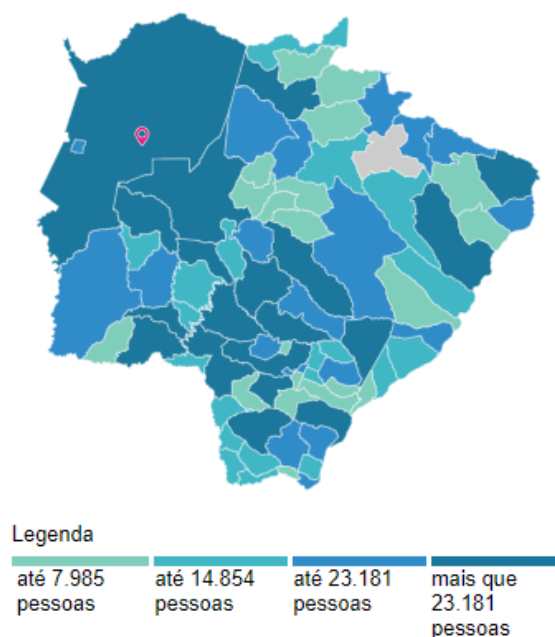 Legenda
até 7.985
pessoas
até 14.854
pessoas
até 23.181
pessoas
mais que
23.181
pessoas